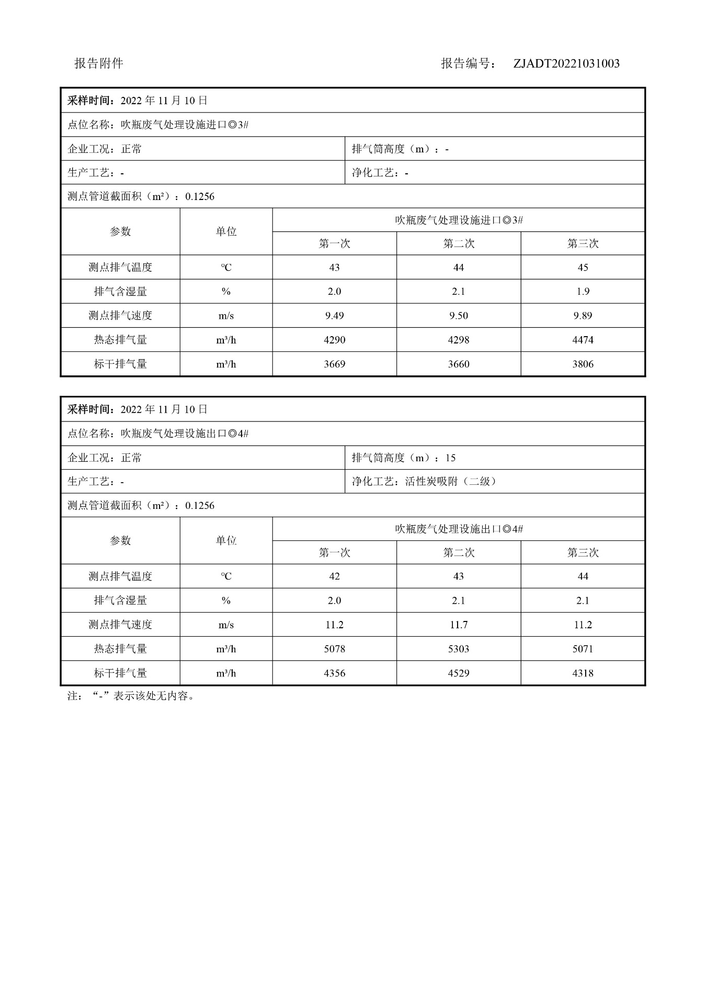 报告附件 报告编号： ZJADT20221031003
采样时间：2022 年 11 月 10 日
点位名称：吹瓶废气处理设施进口◎3#
企业工况：正常 排气筒高度（m）：-
生产工艺：- 净化工艺：-
测点管道截面积（m²）：0.1256
参数 单位 吹瓶废气处理设施进口◎3#
第一次 第二次 第三次
测点排气温度 ℃ 43 44 45
排气含湿量 % 2.0 2.1 1.9
测点排气速度 m/s 9.49 9.50 9.89
热态排气量 m³/h 4290 4298 4474
标干排气量 m³/h 3669 3660 3806
采样时间：2022 年 11 月 10 日
点位名称：吹瓶废气处理设施出口◎4#
企业工况：正常 排气筒高度（m）：15
生产工艺：- 净化工艺：活性炭吸附（二级）
测点管道截面积（m²）：0.1256
参数 单位 吹瓶废气处理设施出口◎4#
第一次 第二次 第三次
测点排气温度 ℃ 42 43 44
排气含湿量 % 2.0 2.1 2.1
测点排气速度 m/s 11.2 11.7 11.2
热态排气量 m³/h 5078 5303 5071
标干排气量 m³/h 4356 4529 4318
注：“-”表示该处无内容。